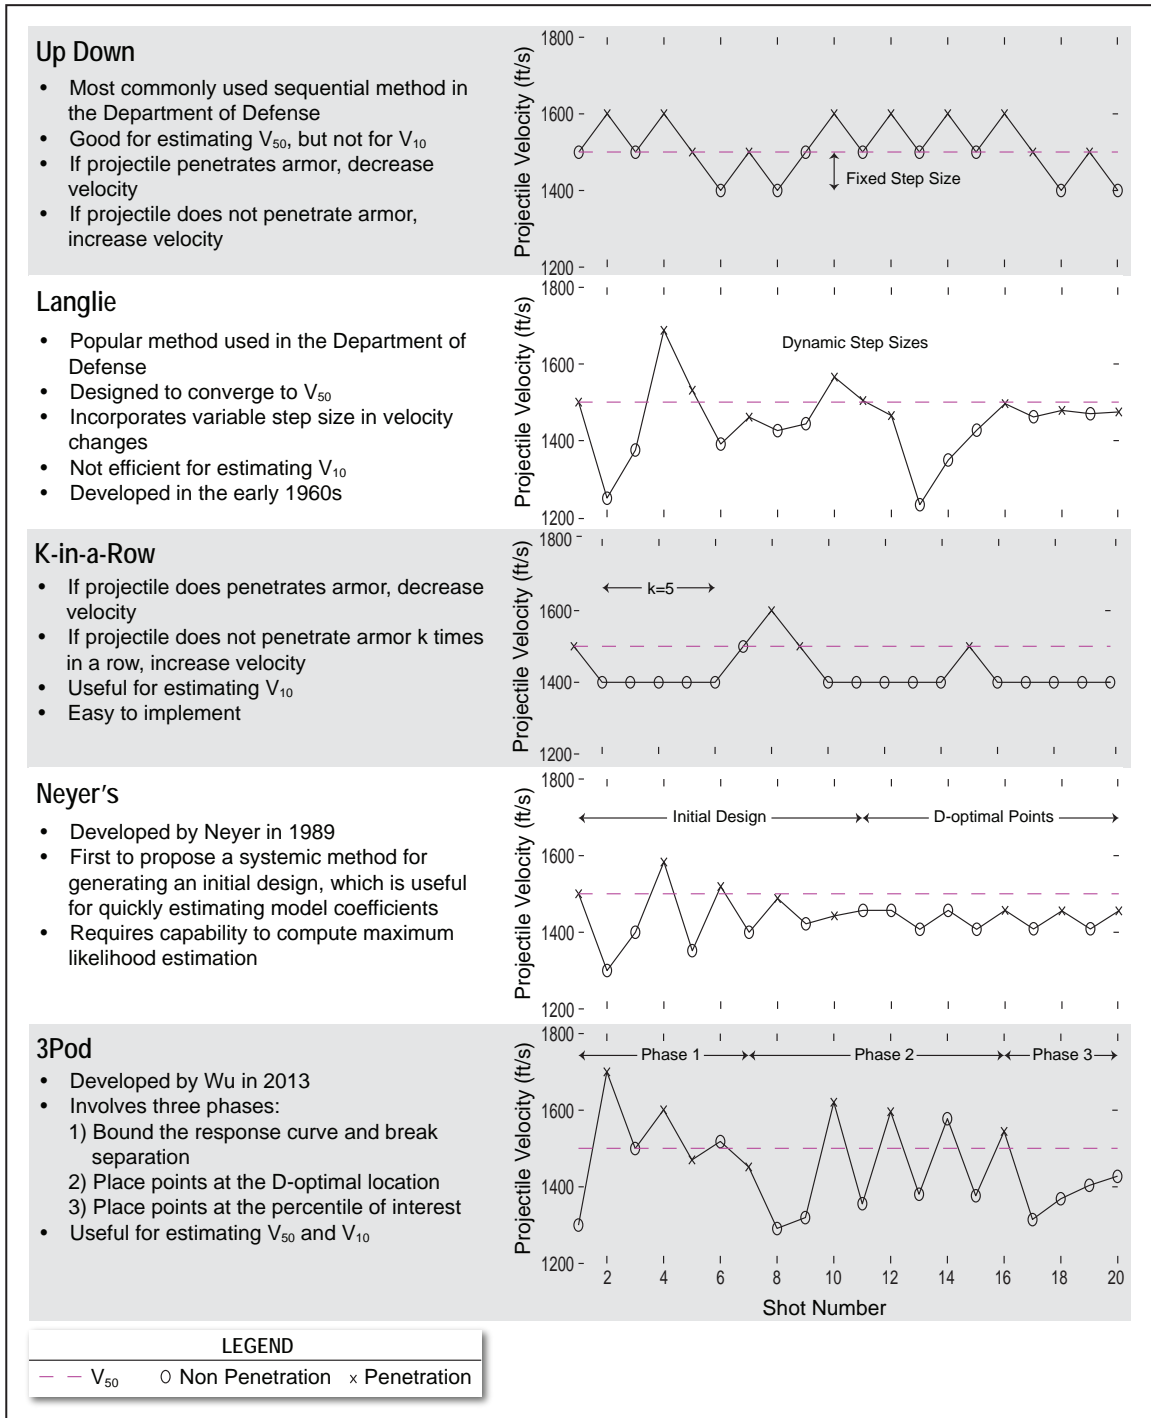 Up Down
• Most commonly used sequential method in
the Department of Defense
• Good for estimating V50, but not for V10
• If projectile penetrates armor, decrease
velocity
• If projectile does not penetrate armor,
increase velocity
Projectile Velocity (ft/s)
1800
1600
1400
1200
Fixed Step Size
Langlie
• Popular method used in the Department of
Defense
• Designed to converge to V50
• Incorporates variable step size in velocity
changes
• Not efficient for estimating V10
• Developed in the early 1960s
Projectile Velocity (ft/s)
1800
1600
1400
1200
Dynamic Step Sizes
K-in-a-Row
• If projectile does penetrates armor, decrease
velocity
• If projectile does not penetrate armor k times
in a row, increase velocity
• Useful for estimating V10
• Easy to implement
Projectile Velocity (ft/s)
1800
1600
1400
1200
k=5
Neyer's
• Developed by Neyer in 1989
• First to propose a systemic method for
generating an initial design, which is useful
for quickly estimating model coefficients
• Requires capability to compute maximum
likelihood estimation
Projectile Velocity (ft/s)
1800
1600
1400
1200
Initial Design
D-optimal Points
3Pod
• Developed by Wu in 2013
• Involves three phases:
1) Bound the response curve and break
separation
2) Place points at the D-optimal location
3) Place points at the percentile of interest
• Useful for estimating V50 and V10
Projectile Velocity (ft/s)
1800
1600
1400
1200
Phase 1
Phase 2
Phase 3
2 4 6 8 10 12 14 16 18 20
Shot Number
LEGEND
V50 Non Penetration Penetration